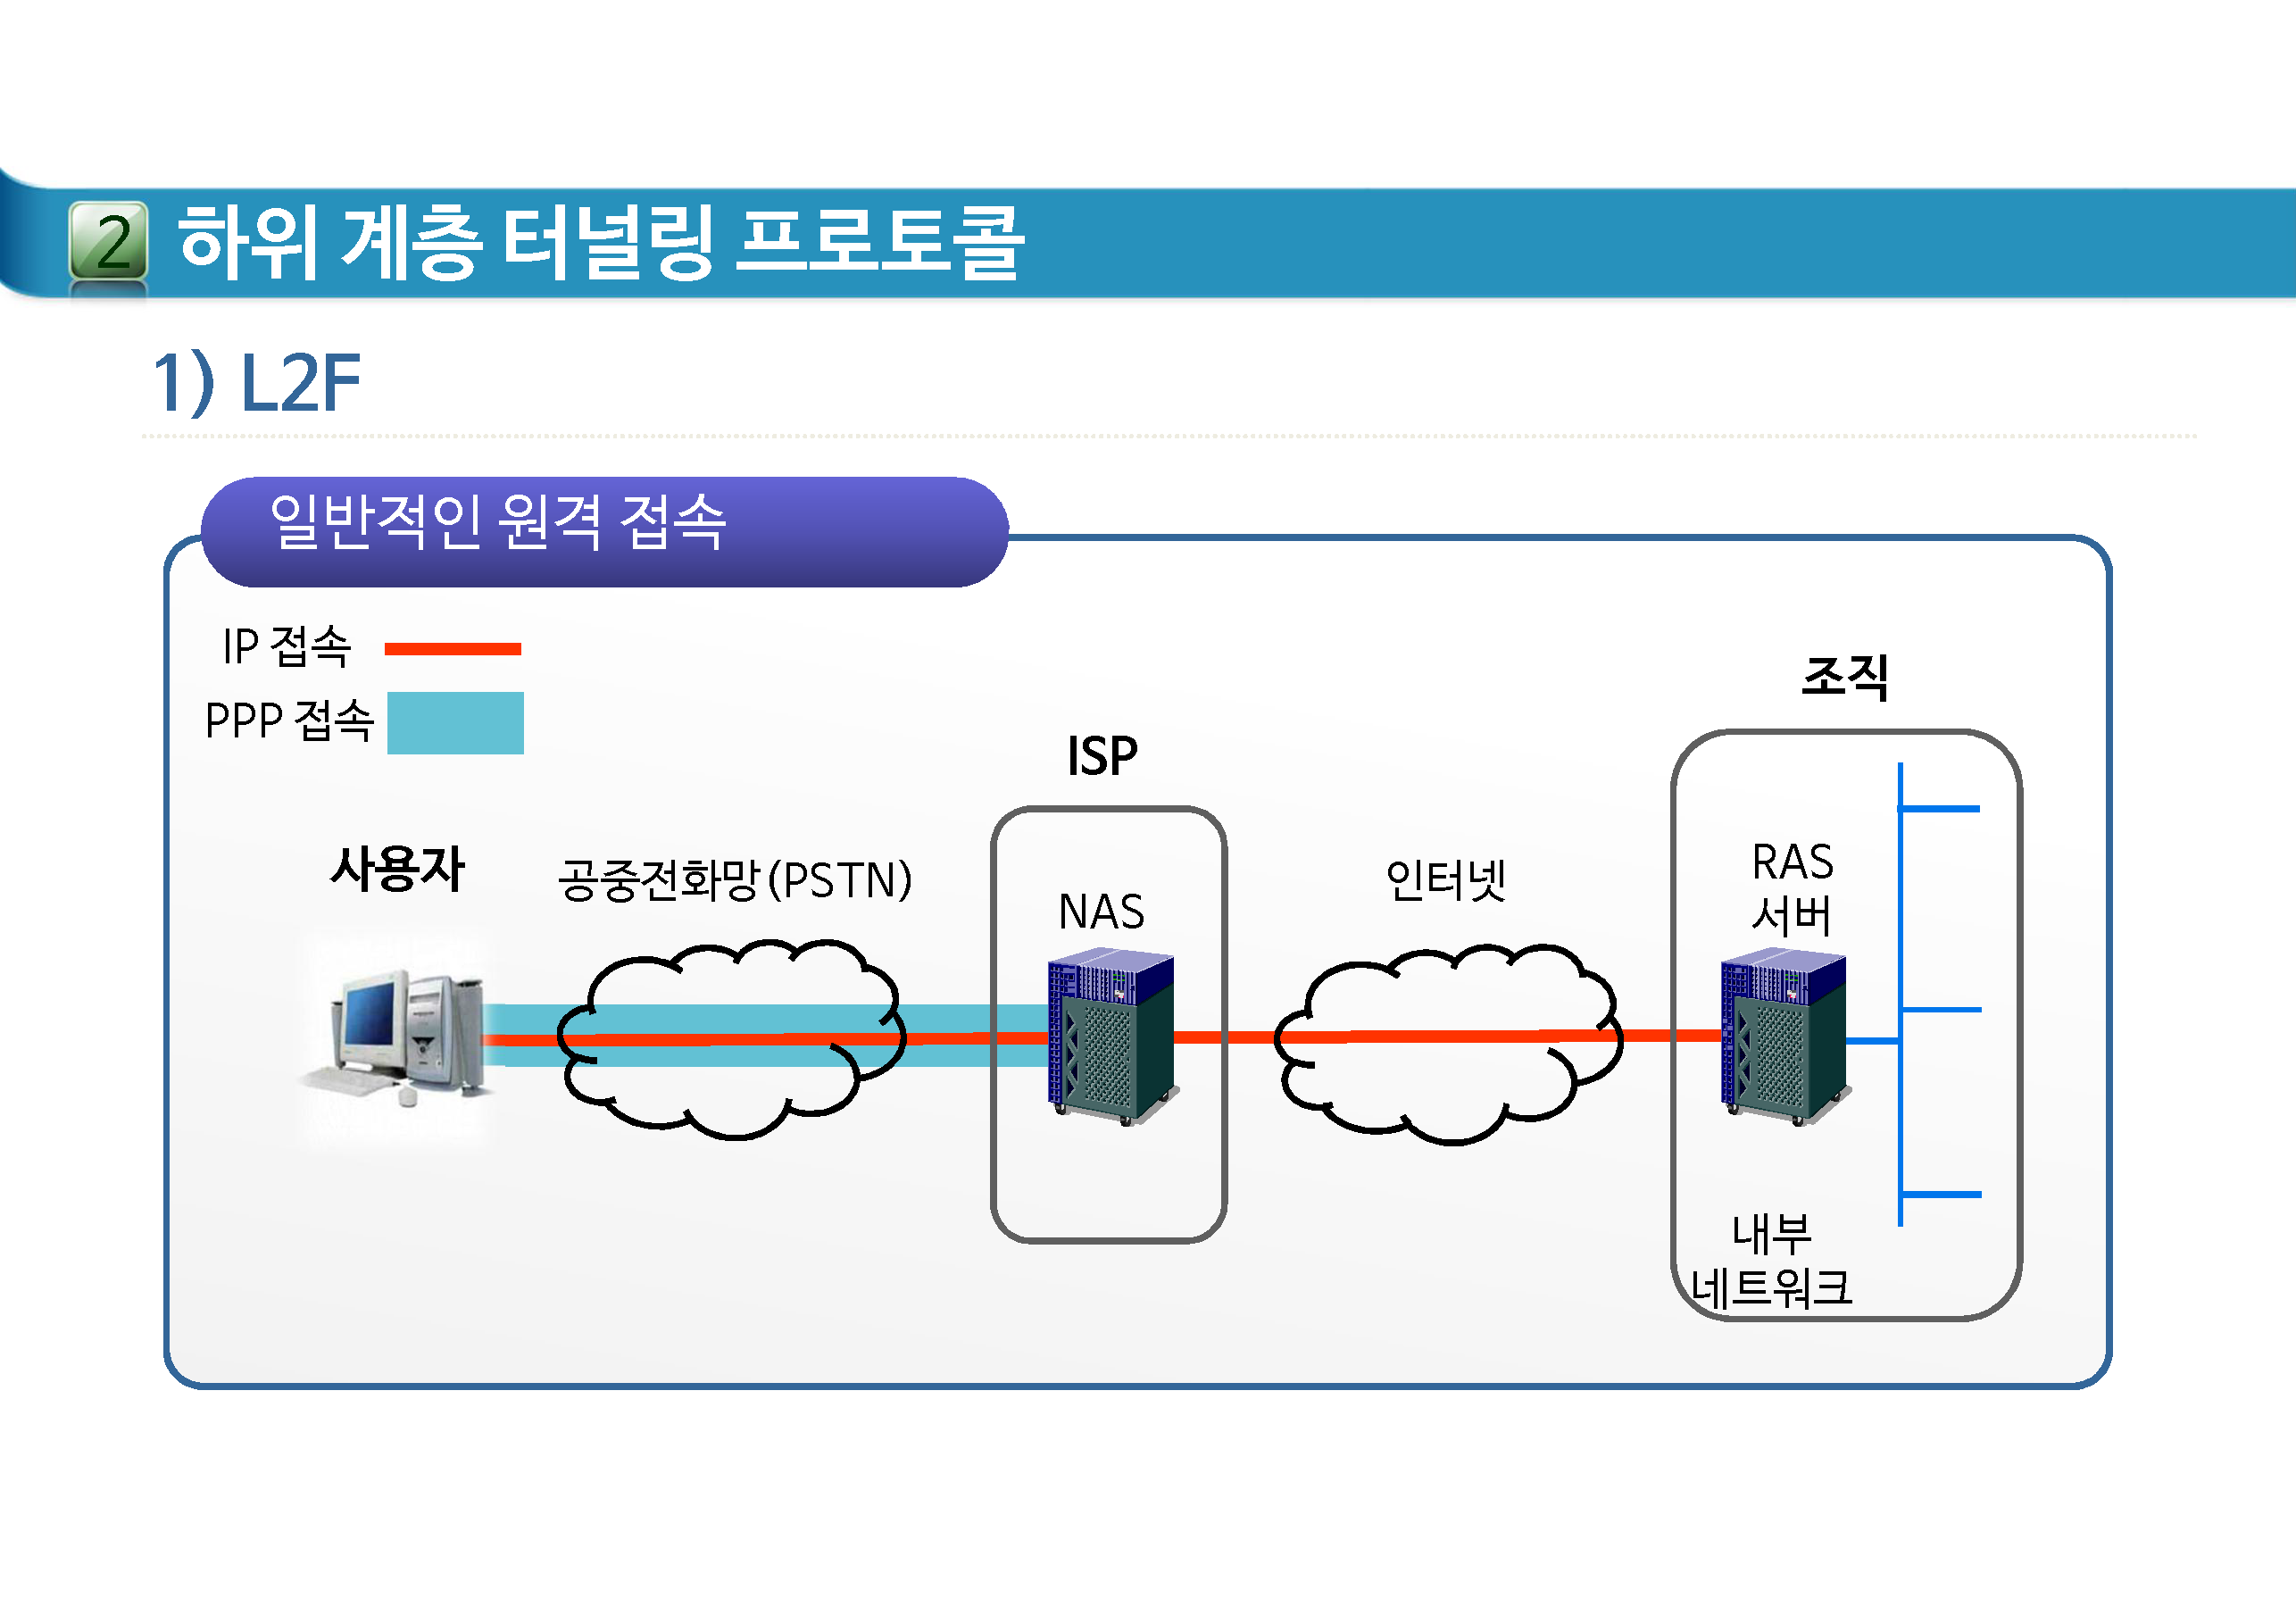 2 하위 계층 터널링 프로토콜
1) L2F
일반적인 원격 접속
IP 접속
PPP 접속
조직
ISP
사용자
공중전화망(PSTN)
NAS
인터넷
RAS
서버
내부
네트워크